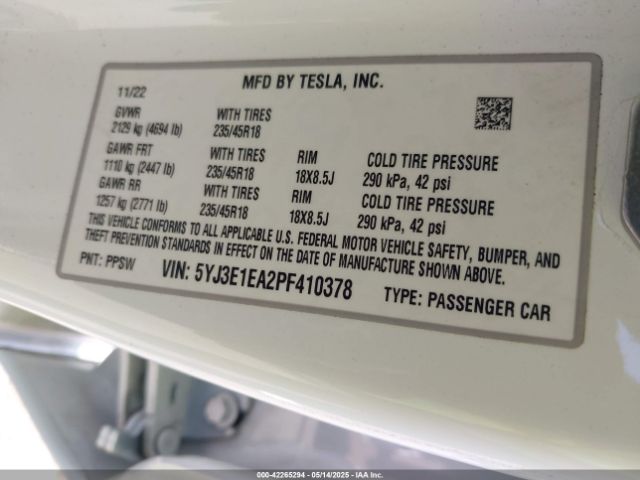 MFD BY TESLA, INC.
11/22
GVWR WITH TIRES
2129 kg (4694 lb) 235/45R18
GAWR FRT WITH TIRES RIM COLD TIRE PRESSURE
1110 kg (2447 lb) 235/45R18 18X8.5J 290 kPa, 42 psi
GAWR RR WITH TIRES RIM COLD TIRE PRESSURE
1257 kg (2771 lb) 235/45R18 18X8.5J 290 kPa, 42 psi
THIS VEHICLE CONFORMS TO ALL APPLICABLE U.S. FEDERAL MOTOR VEHICLE SAFETY, BUMPER, AND
THEFT PREVENTION STANDARDS IN EFFECT ON THE DATE OF MANUFACTURE SHOWN ABOVE.
PNT: PPSW VIN: 5YJ3E1EA2PF410378 TYPE: PASSENGER CAR
000-42265294 - 05/14/2025 - IAA Inc.